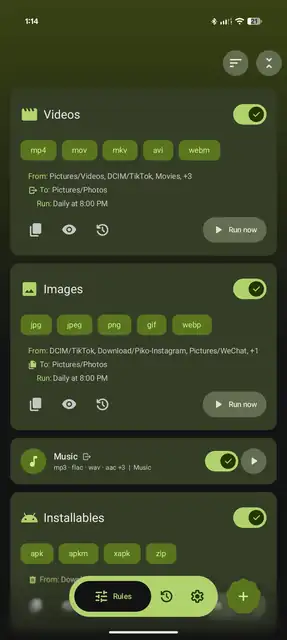 1:14
21
Videos
mp4 mov mkv avi webm
From: Pictures/Videos, DCIM/TikTok, Movies, +3
To: Pictures/Photos
Run: Daily at 8:00 PM
Run now
Images
jpg jpeg png gif webp
From: DCIM/TikTok, Download/Piko-Instagram, Pictures/WeChat, +1
To: Pictures/Photos
Run: Daily at 8:00 PM
Run now
Music
mp3 · flac · wav · aac +3 | Music
Installables
apk apkm xapk zip
From:
Rules